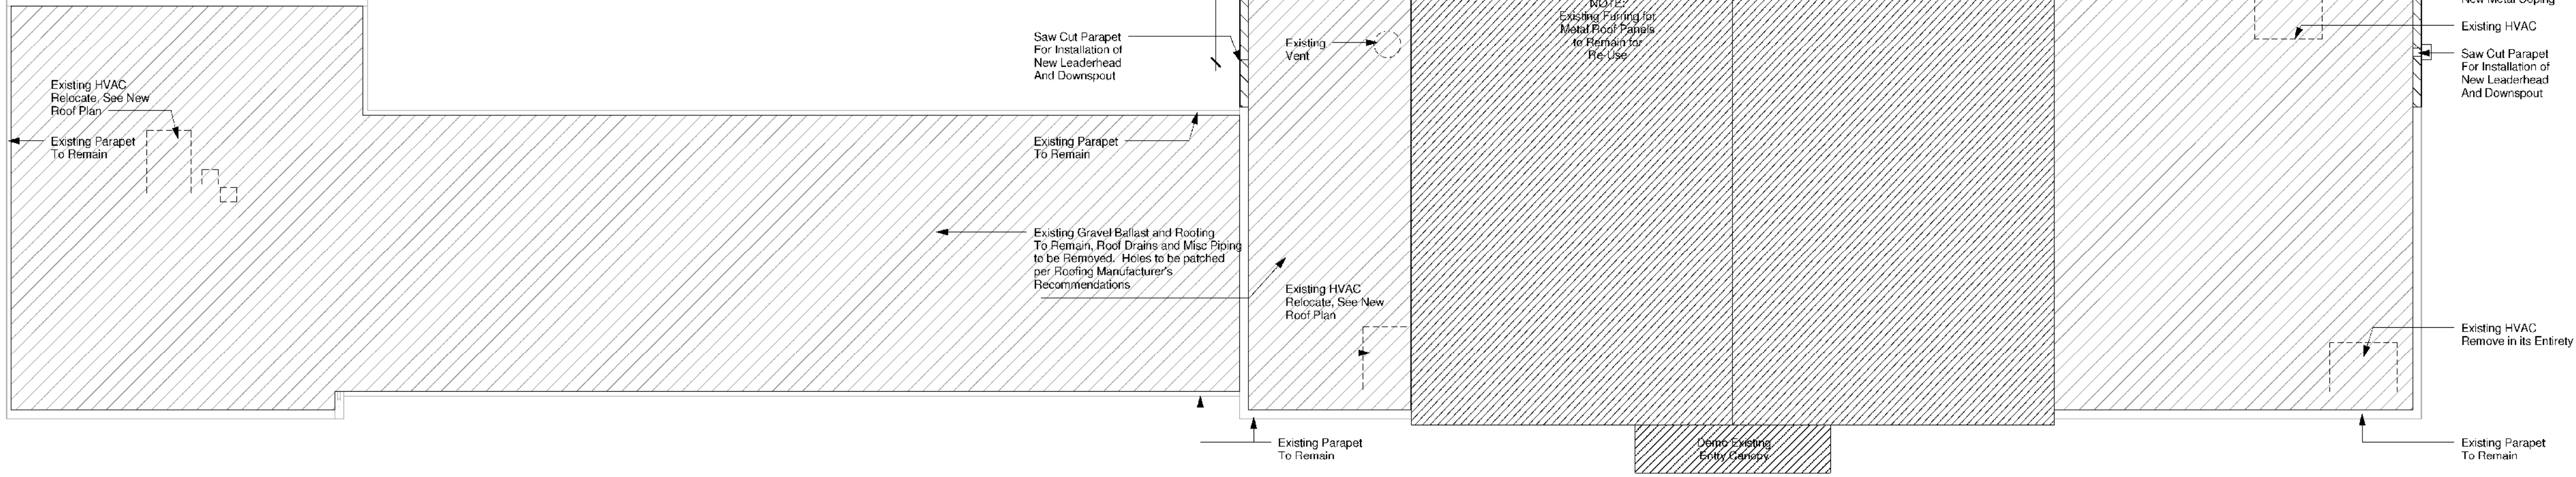 Existing HVAC
Relocate, See New
Roof Plan
Existing Parapet
To Remain
Saw Cut Parapet
For Installation of
New Leaderhead
And Downspout
Existing Parapet
To Remain
Existing Gravel Ballast and Roofing
To Remain, Roof Drains and Misc Piping
to be Removed. Holes to be patched
per Roofing Manufacturer's
Recommendations
Existing
Vent
Existing HVAC
Relocate, See New
Roof Plan
Existing Parapet
To Remain
NOTE:
Existing Furring for
Metal Roof Panels
to Remain for
Re-Use
Demo Existing
Entry Canopy
New Metal Coping
Existing HVAC
Saw Cut Parapet
For Installation of
New Leaderhead
And Downspout
Existing HVAC
Remove in its Entirety
Existing Parapet
To Remain